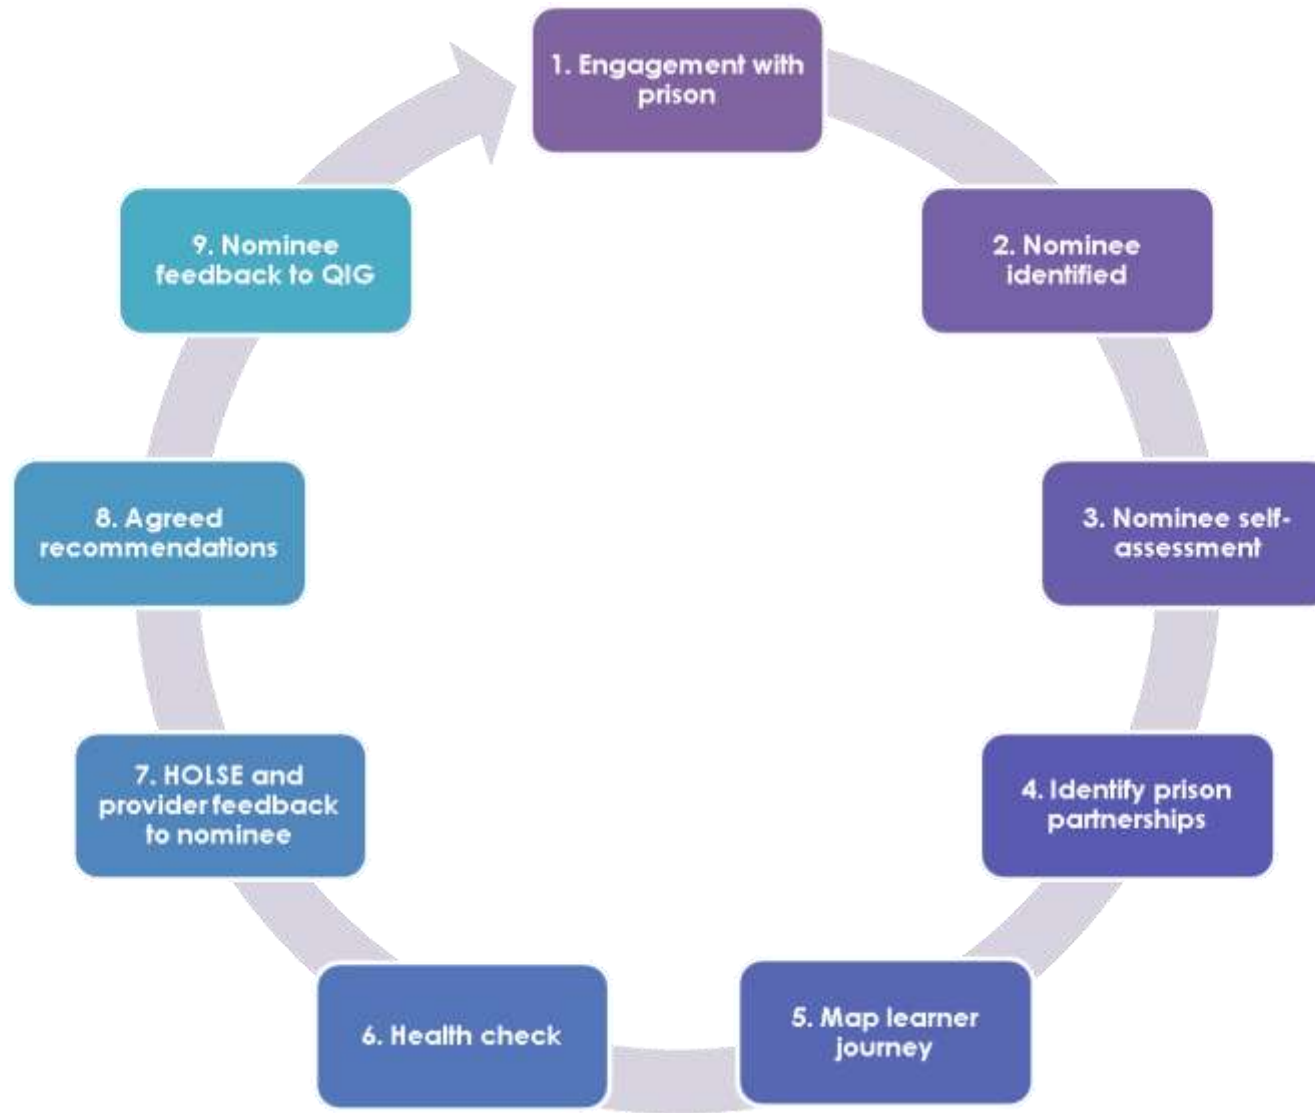 1. Engagement with
prison
2. Nominee
identified
3. Nominee self-
assessment
4. Identify prison
partnerships
5. Map learner
journey
6. Health check
7. HOLSE and
provider feedback
to nominee
8. Agreed
recommendations
9. Nominee
feedback to QIG